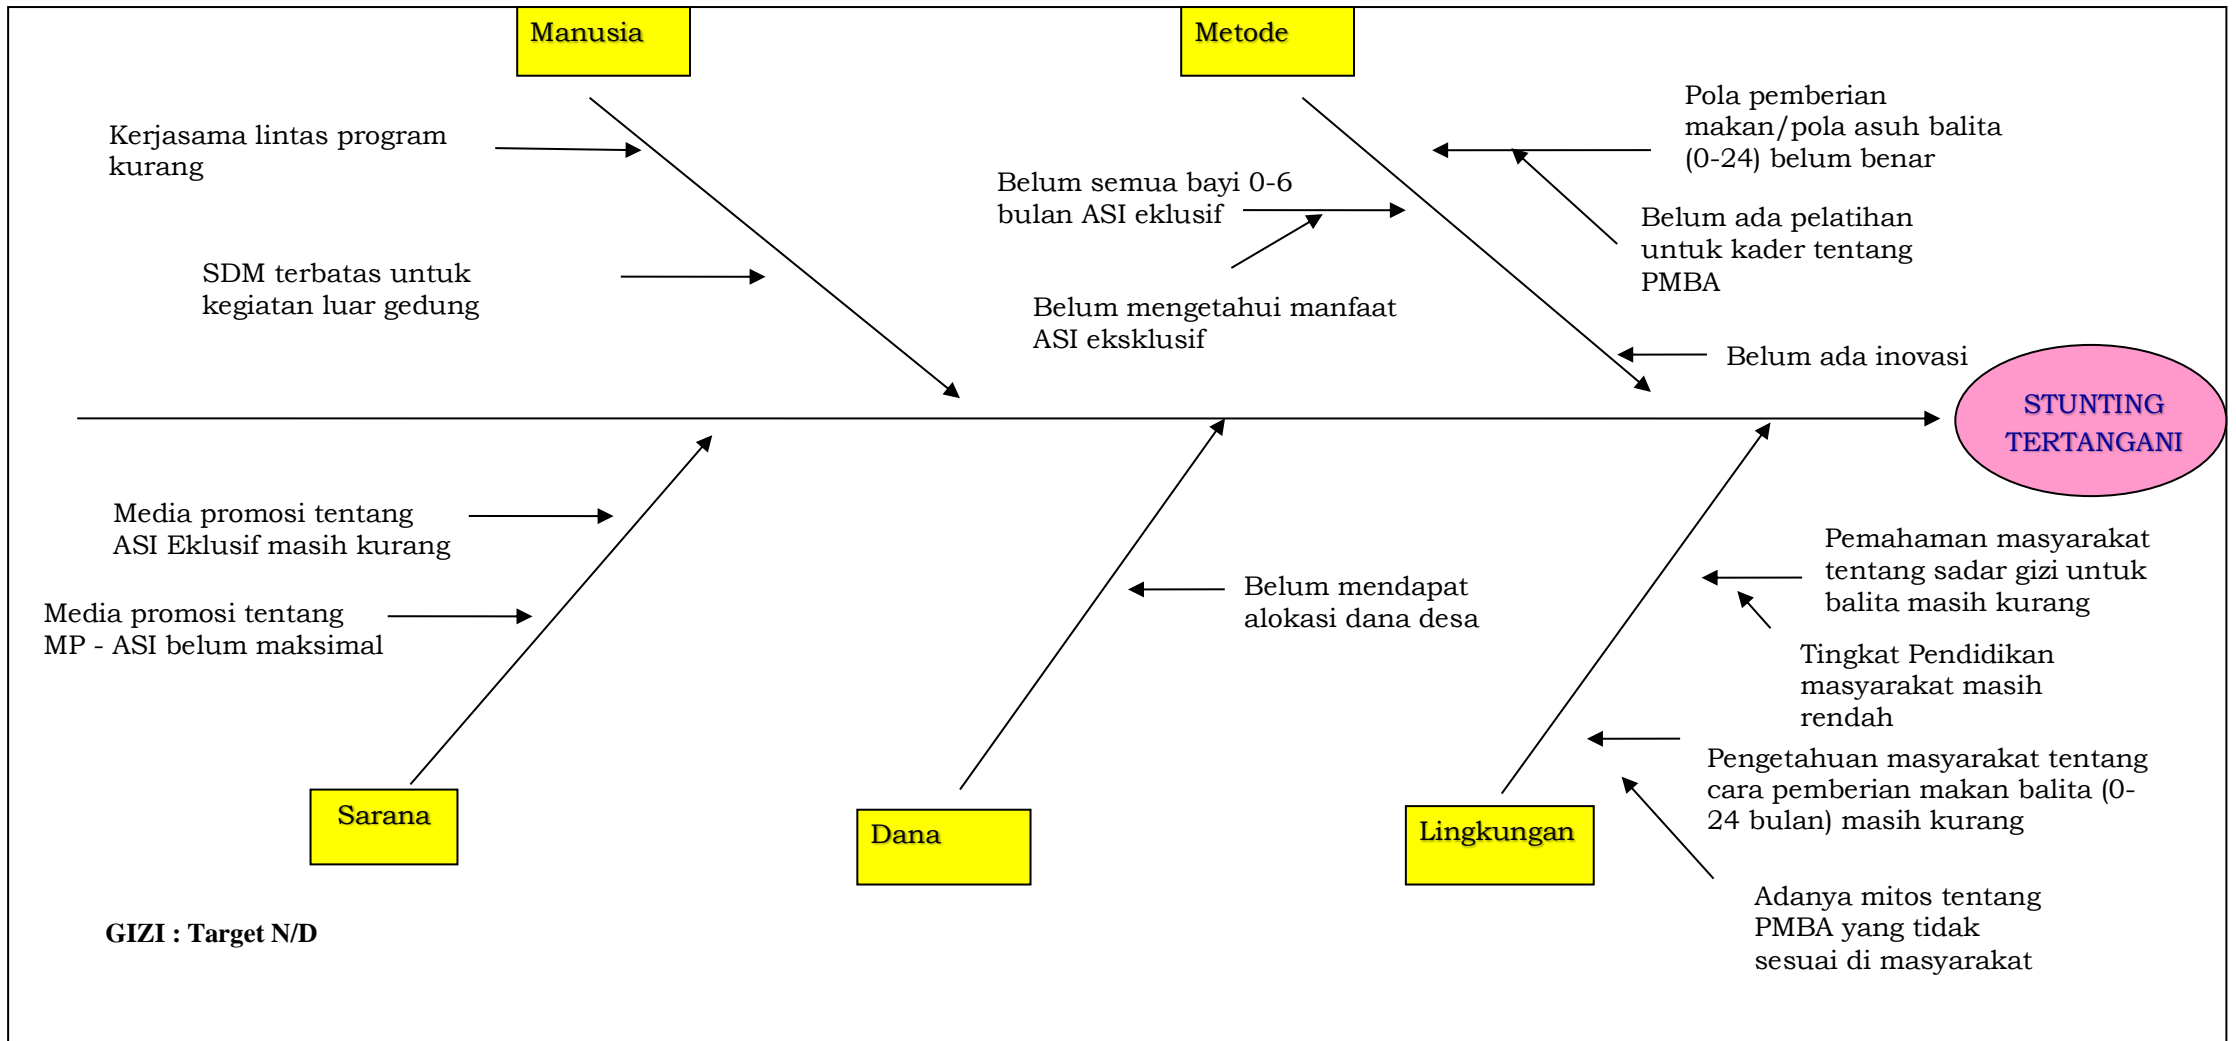 Manusia
Metode
Kerjasama lintas program
kurang
SDM terbatas untuk
kegiatan luar gedung
Belum semua bayi 0-6
bulan ASI eklusif
Belum mengetahui manfaat
ASI eksklusif
Pola pemberian
makan/pola asuh balita
(0-24) belum benar
Belum ada pelatihan
untuk kader tentang
PMBA
Belum ada inovasi
STUNTING
TERTANGANI
Media promosi tentang
ASI Eklusif masih kurang
Media promosi tentang
MP - ASI belum maksimal
Belum mendapat
alokasi dana desa
Pemahaman masyarakat
tentang sadar gizi untuk
balita masih kurang
Tingkat Pendidikan
masyarakat masih
rendah
Pengetahuan masyarakat tentang
cara pemberian makan balita (0-
24 bulan) masih kurang
Adanya mitos tentang
PMBA yang tidak
sesuai di masyarakat
Sarana
Dana
Lingkungan
GIZI : Target N/D